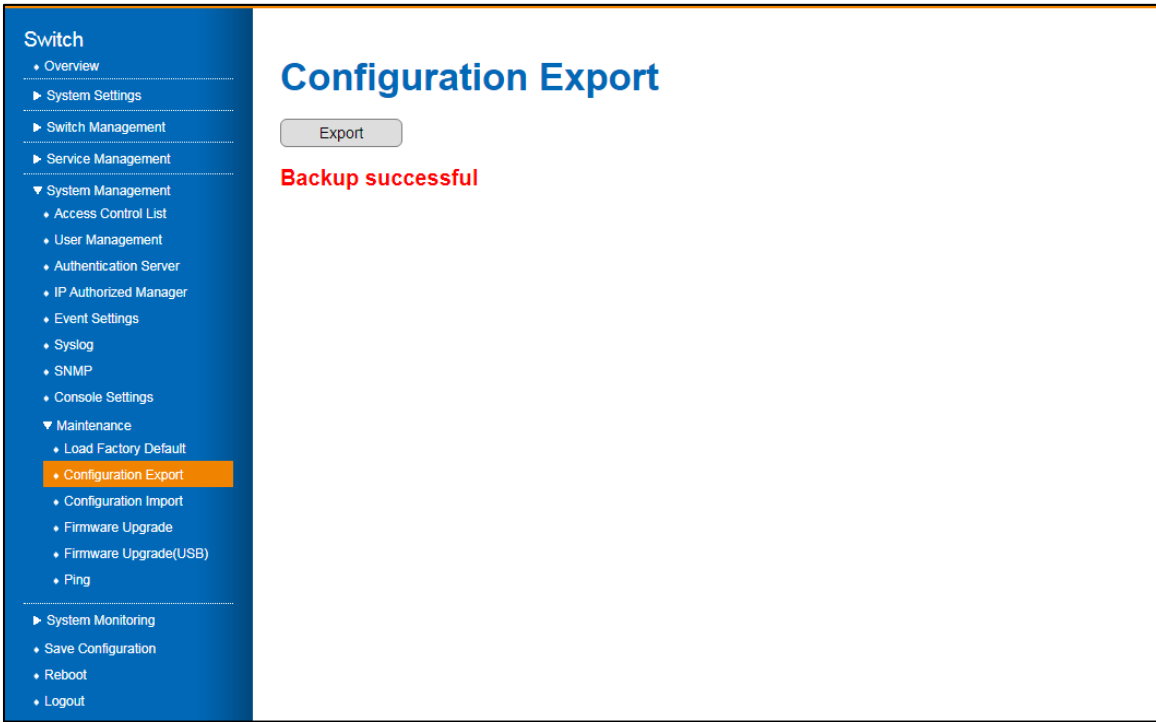 Switch
Overview
System Settings
Switch Management
Service Management
System Management
Access Control List
User Management
Authentication Server
IP Authorized Manager
Event Settings
Syslog
SNMP
Console Settings
Maintenance
Load Factory Default
Configuration Export
Configuration Import
Firmware Upgrade
Firmware Upgrade(USB)
Ping
System Monitoring
Save Configuration
Reboot
Logout
Configuration Export
Export
Backup successful